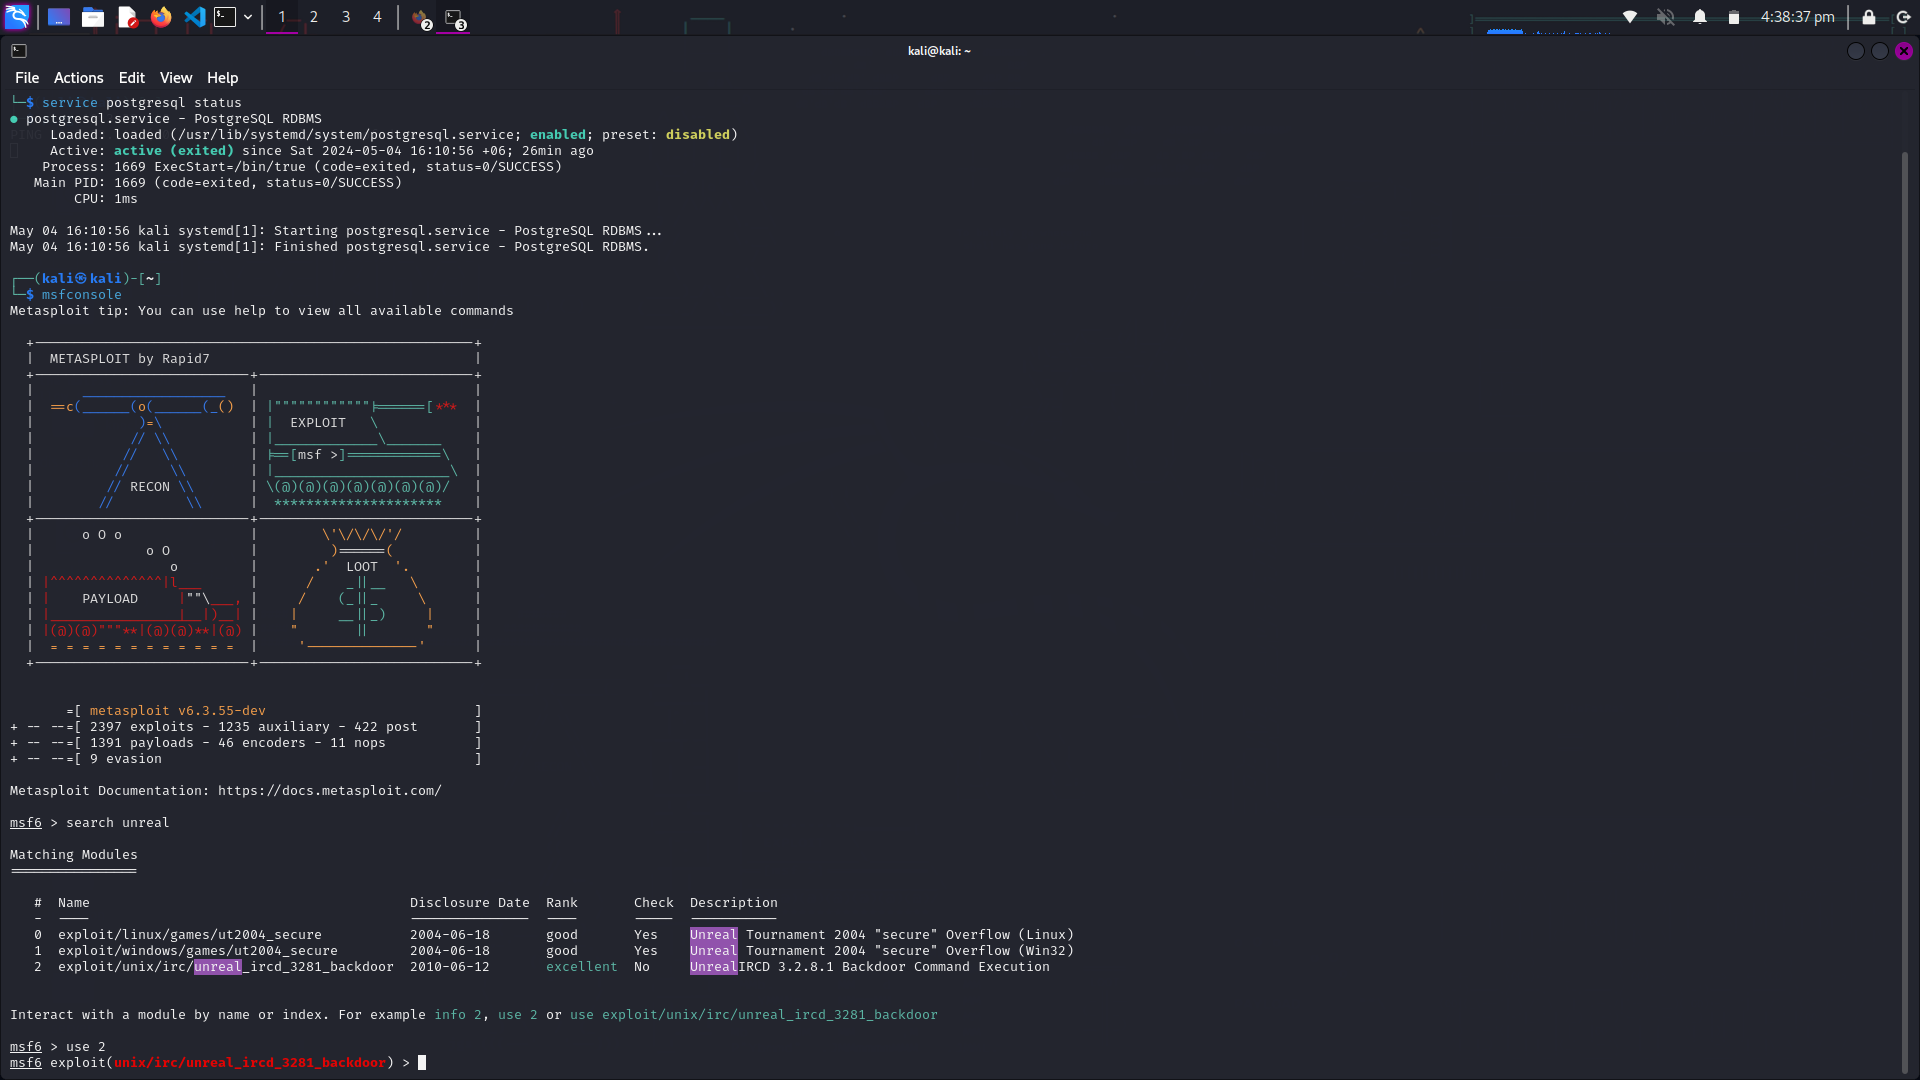 1 2 3 4 2 3 4:38:37 pm
kali@kali: ~
File Actions Edit View Help
└─$ service postgresql status
● postgresql.service - PostgreSQL RDBMS
     Loaded: loaded (/usr/lib/systemd/system/postgresql.service; enabled; preset: disabled)
     Active: active (exited) since Sat 2024-05-04 16:10:56 +06; 26min ago
    Process: 1669 ExecStart=/bin/true (code=exited, status=0/SUCCESS)
   Main PID: 1669 (code=exited, status=0/SUCCESS)
        CPU: 1ms
May 04 16:10:56 kali systemd[1]: Starting postgresql.service - PostgreSQL RDBMS...
May 04 16:10:56 kali systemd[1]: Finished postgresql.service - PostgreSQL RDBMS.
┌──(kali㉿kali)-[~]
└─$ msfconsole
Metasploit tip: You can use help to view all available commands
METASPLOIT by Rapid7
EXPLOIT
[msf >]
RECON
LOOT
PAYLOAD
       =[ metasploit v6.3.55-dev                          ]
+ -- --=[ 2397 exploits - 1235 auxiliary - 422 post       ]
+ -- --=[ 1391 payloads - 46 encoders - 11 nops           ]
+ -- --=[ 9 evasion                                       ]
Metasploit Documentation: https://docs.metasploit.com/
msf6 > search unreal
Matching Modules
================
   #  Name                                      Disclosure Date  Rank       Check  Description
   -  ----                                      ---------------  ----       -----  -----------
   0  exploit/linux/games/ut2004_secure         2004-06-18       good       Yes    Unreal Tournament 2004 "secure" Overflow (Linux)
   1  exploit/windows/games/ut2004_secure       2004-06-18       good       Yes    Unreal Tournament 2004 "secure" Overflow (Win32)
   2  exploit/unix/irc/unreal_ircd_3281_backdoor  2010-06-12       excellent  No     UnrealIRCD 3.2.8.1 Backdoor Command Execution
Interact with a module by name or index. For example info 2, use 2 or use exploit/unix/irc/unreal_ircd_3281_backdoor
msf6 > use 2
msf6 exploit(unix/irc/unreal_ircd_3281_backdoor) >